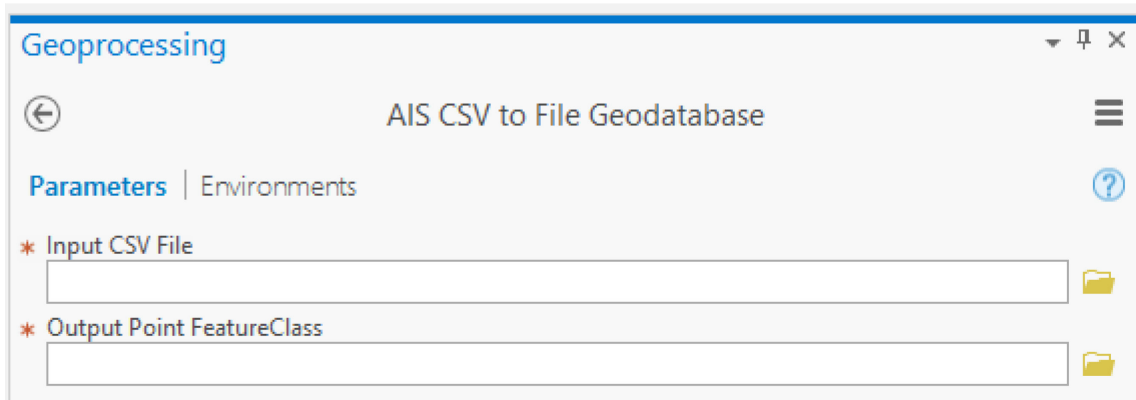 Geoprocessing
AIS CSV to File Geodatabase
Parameters | Environments
* Input CSV File
* Output Point FeatureClass